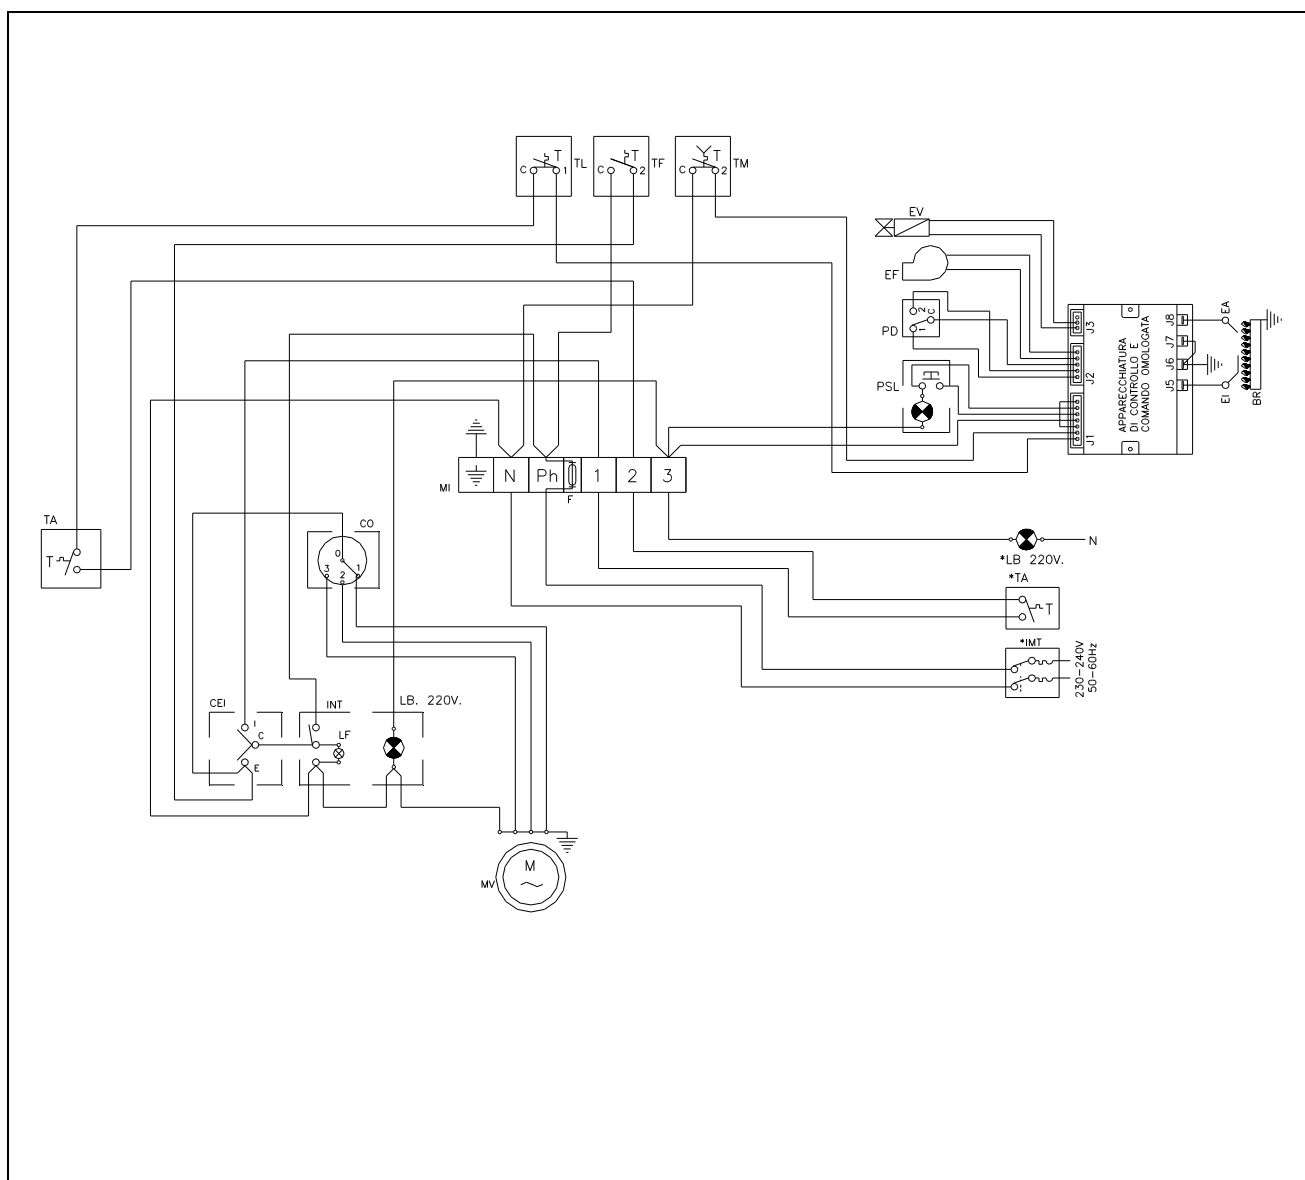 T
C
1
TL
T
C
2
TF
T
C
2
TM
EV
EF
2
C
1
PD
PSL
J3
J2
J1
APPARECCHIATURA
DI CONTROLLO E
COMANDO OMOLOGATA
J8
J7
J6
J5
EA
EI
BR
MI
N
Ph
F
1
2
3
TA
T
CO
0
3
2
1
N
*LB 220V.
*TA
T
*IMT
230-240V
50-60Hz
CEI
I
C
E
INT
LF
LB. 220V.
M
MV